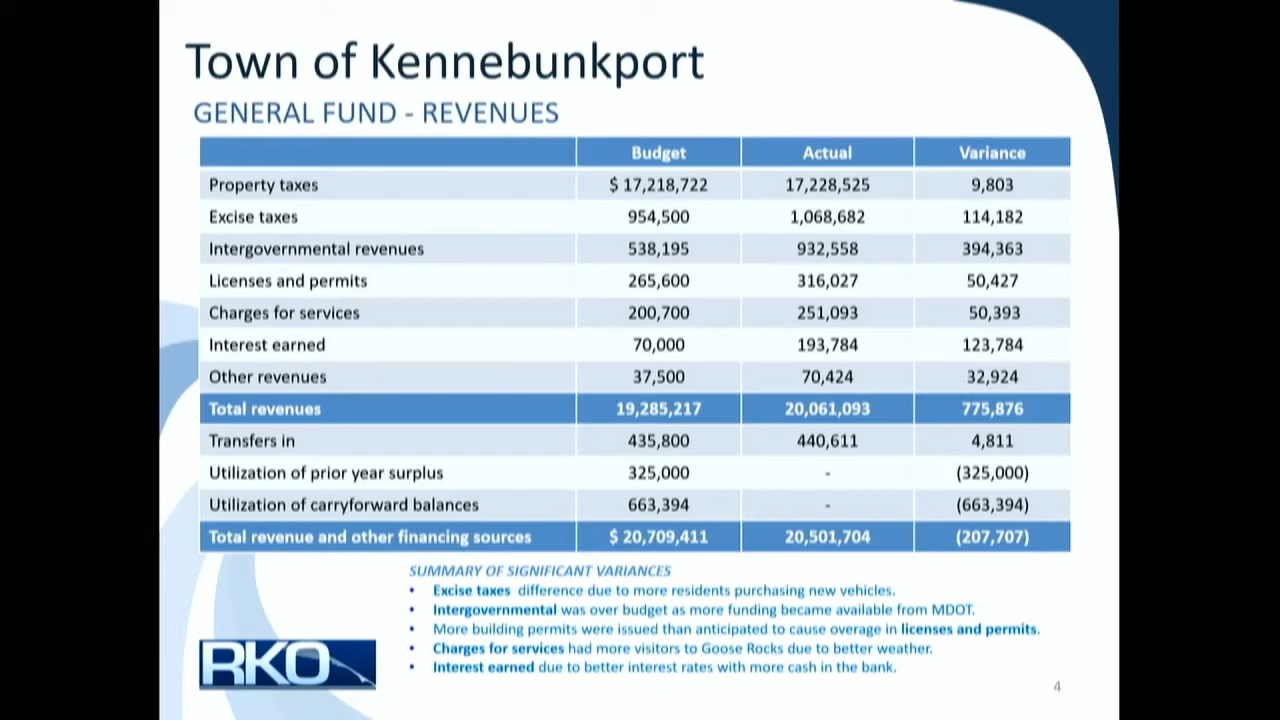 Town of Kennebunkport
GENERAL FUND - REVENUES
Budget Actual Variance
Property taxes $ 17,218,722 17,228,525 9,803
Excise taxes 954,500 1,068,682 114,182
Intergovernmental revenues 538,195 932,558 394,363
Licenses and permits 265,600 316,027 50,427
Charges for services 200,700 251,093 50,393
Interest earned 70,000 193,784 123,784
Other revenues 37,500 70,424 32,924
Total revenues 19,285,217 20,061,093 775,876
Transfers in 435,800 440,611 4,811
Utilization of prior year surplus 325,000 - (325,000)
Utilization of carryforward balances 663,394 - (663,394)
Total revenue and other financing sources $ 20,709,411 20,501,704 (207,707)
SUMMARY OF SIGNIFICANT VARIANCES
• Excise taxes difference due to more residents purchasing new vehicles.
• Intergovernmental was over budget as more funding became available from MDOT.
• More building permits were issued than anticipated to cause overage in licenses and permits.
• Charges for services had more visitors to Goose Rocks due to better weather.
• Interest earned due to better interest rates with more cash in the bank.
RKO
4